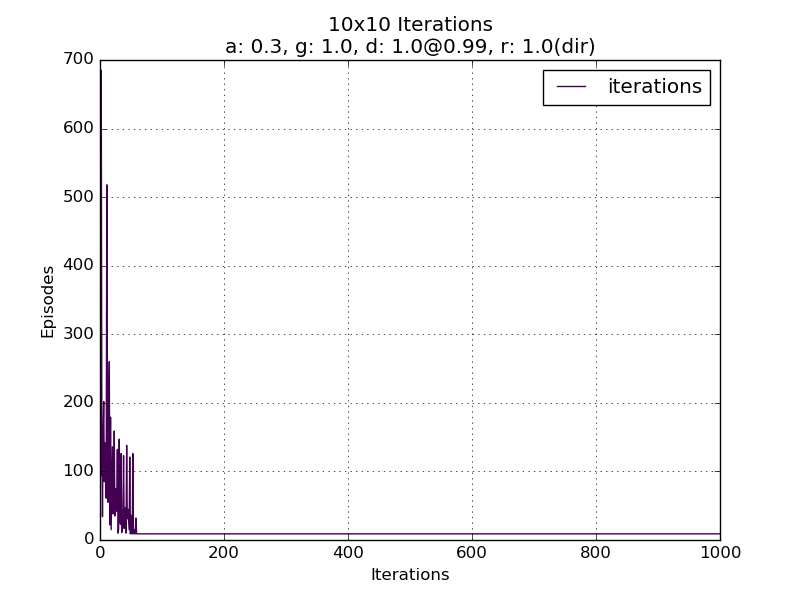 10x10 Iterations
a: 0.3, g: 1.0, d: 1.0@0.99, r: 1.0(dir)
700
600
500
400
300
200
100
0
Episodes
iterations
0 200 400 600 800 1000
Iterations